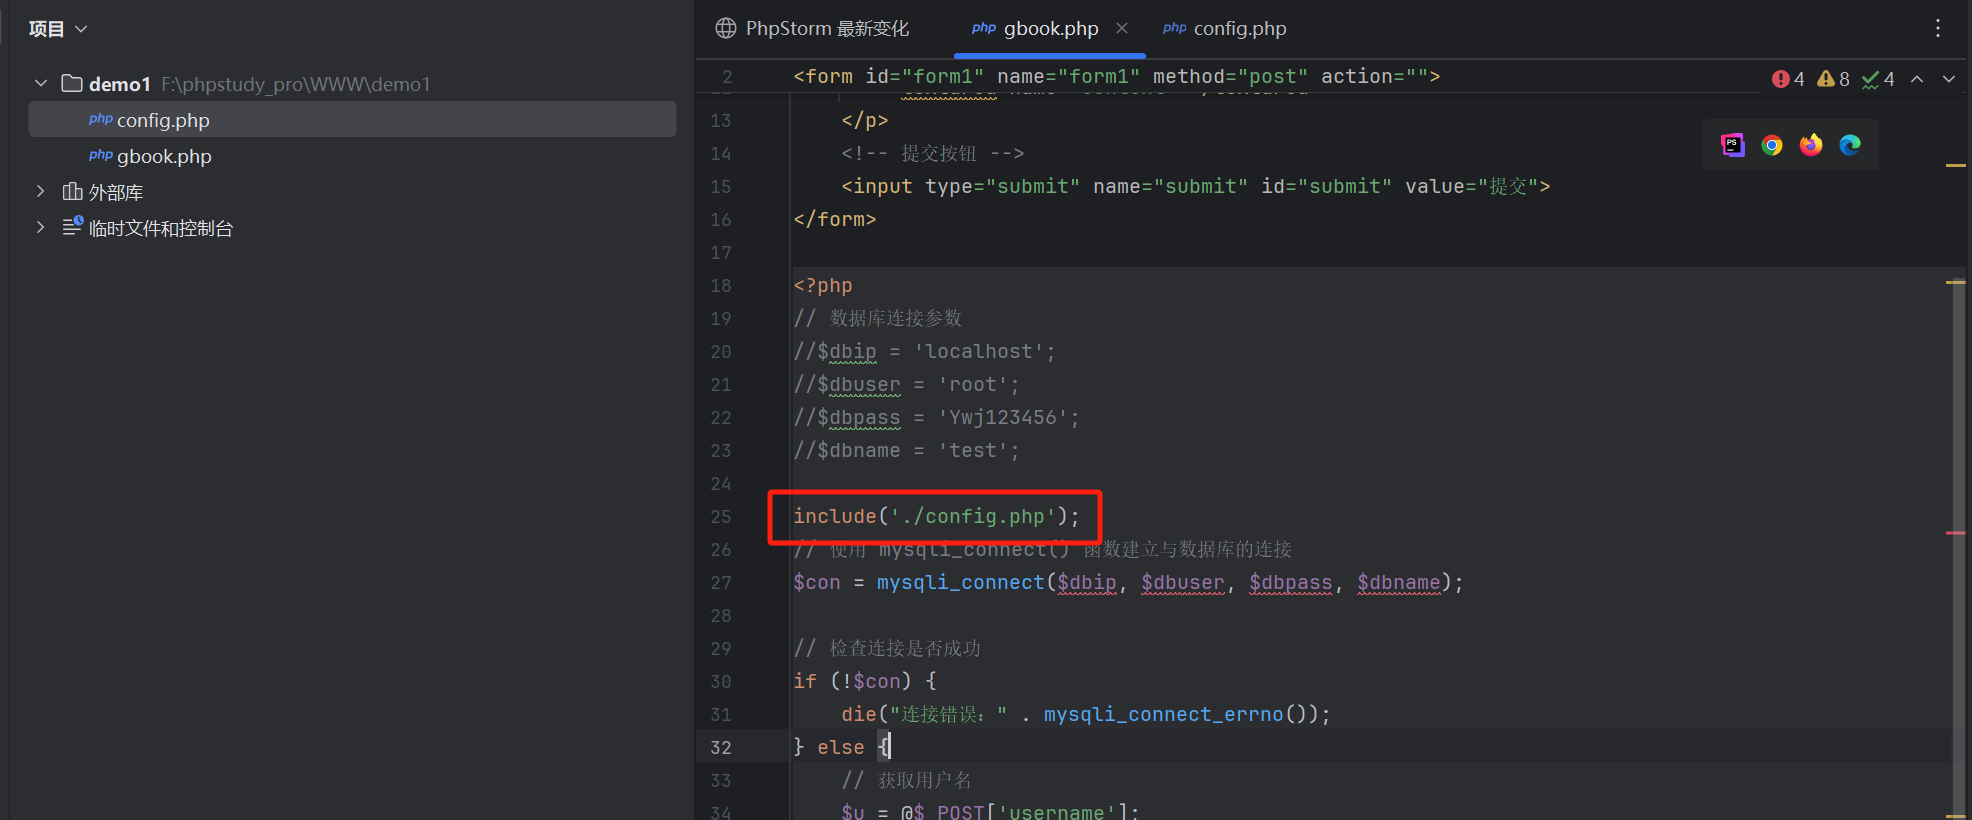 项目
demo1 F:\phpstudy_pro\WWW\demo1
php config.php
php gbook.php
外部库
临时文件和控制台
PhpStorm 最新变化
php gbook.php
php config.php
2 <form id="form1" name="form1" method="post" action="">
4 8 4
13 </p>
14 <!-- 提交按钮 -->
PS
15 <input type="submit" name="submit" id="submit" value="提交">
16 </form>
17
18 <?php
19 // 数据库连接参数
20 //$dbip = 'localhost';
21 //$dbuser = 'root';
22 //$dbpass = 'Ywj123456';
23 //$dbname = 'test';
24
25 include('./config.php');
26 // 使用 mysqli_connect() 函数建立与数据库的连接
27 $con = mysqli_connect($dbip, $dbuser, $dbpass, $dbname);
28
29 // 检查连接是否成功
30 if (!$con) {
31 die("连接错误：" . mysqli_connect_errno());
32 } else {
33 // 获取用户名
34 $u = @$_POST['username'];